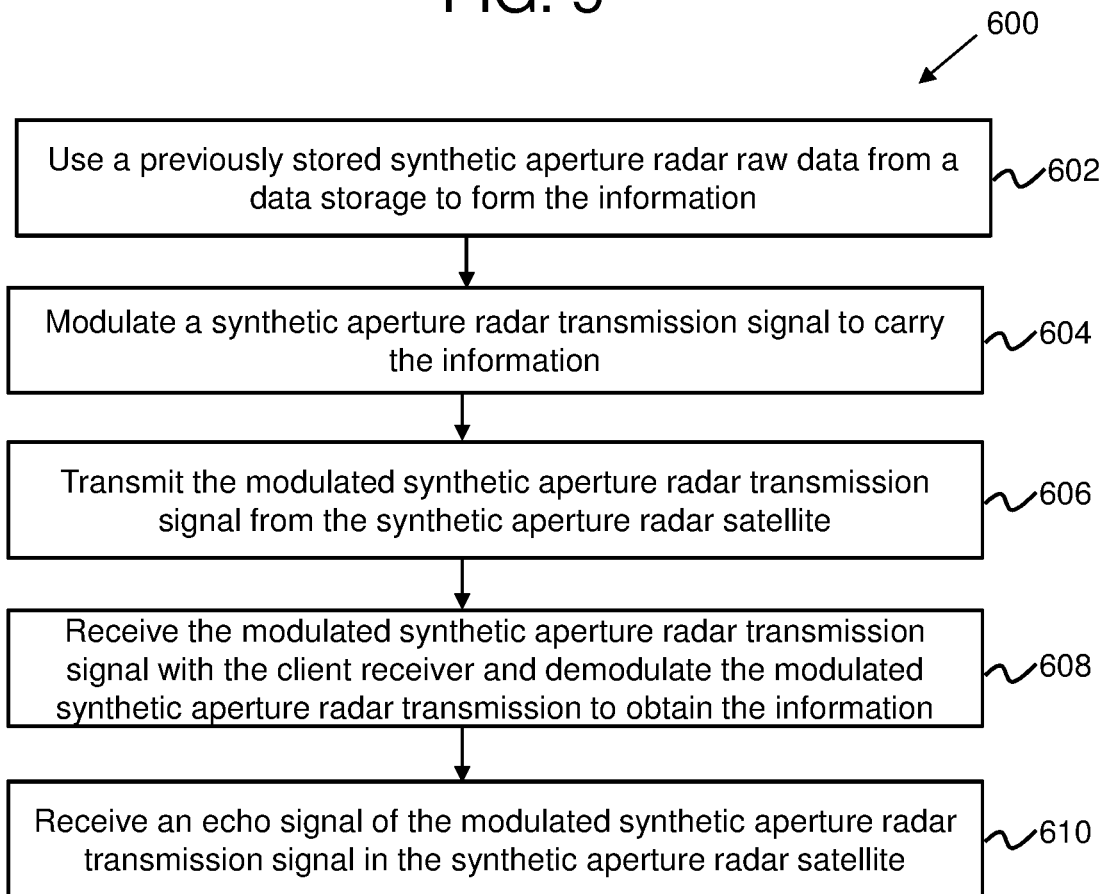 600
Use a previously stored synthetic aperture radar raw data from a
data storage to form the information
602
Modulate a synthetic aperture radar transmission signal to carry
the information
604
Transmit the modulated synthetic aperture radar transmission
signal from the synthetic aperture radar satellite
606
Receive the modulated synthetic aperture radar transmission
signal with the client receiver and demodulate the modulated
synthetic aperture radar transmission to obtain the information
608
Receive an echo signal of the modulated synthetic aperture radar
transmission signal in the synthetic aperture radar satellite
610